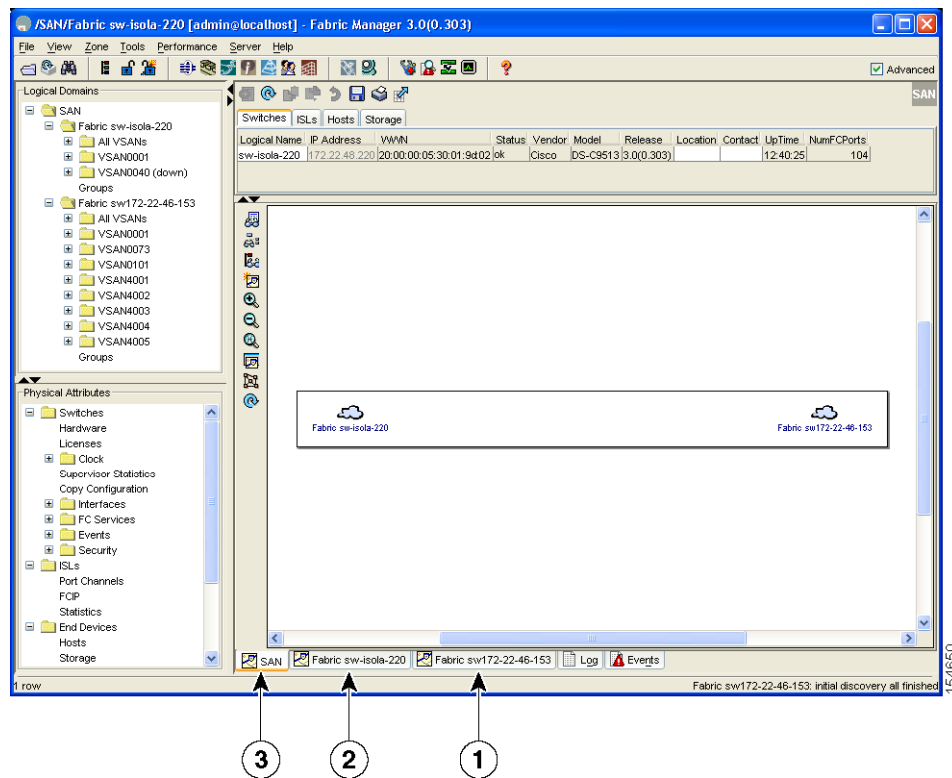 /SAN/Fabric sw-isola-220 [admin@localhost] - Fabric Manager 3.0(0.303)
File View Zone Tools Performance Server Help
Advanced
Logical Domains
SAN
Fabric sw-isola-220
All VSANs
VSAN0001
VSAN0040 (down)
Groups
Fabric sw172-22-46-153
All VSANs
VSAN0001
VSAN0073
VSAN0101
VSAN4001
VSAN4002
VSAN4003
VSAN4004
VSAN4005
Groups
Physical Attributes
Switches
Hardware
Licenses
Clock
Supervisor Statistics
Copy Configuration
Interfaces
FC Services
Events
Security
ISLs
Port Channels
FCIP
Statistics
End Devices
Hosts
Storage
SAN
Switches ISLs Hosts Storage
Logical Name IP Address WWN Status Vendor Model Release Location Contact UpTime NumFCPorts
sw-isola-220 172.22.48.220 20:00:00:05:30:01:9d:02 ok Cisco DS-C9513 3.0(0.303) 12:40:25 104
Fabric sw-isola-220
Fabric sw172-22-46-153
SAN Fabric sw-isola-220 Fabric sw172-22-46-153 Log Events
1 row
Fabric sw172-22-46-153: initial discovery all finished
154650
3 2 1